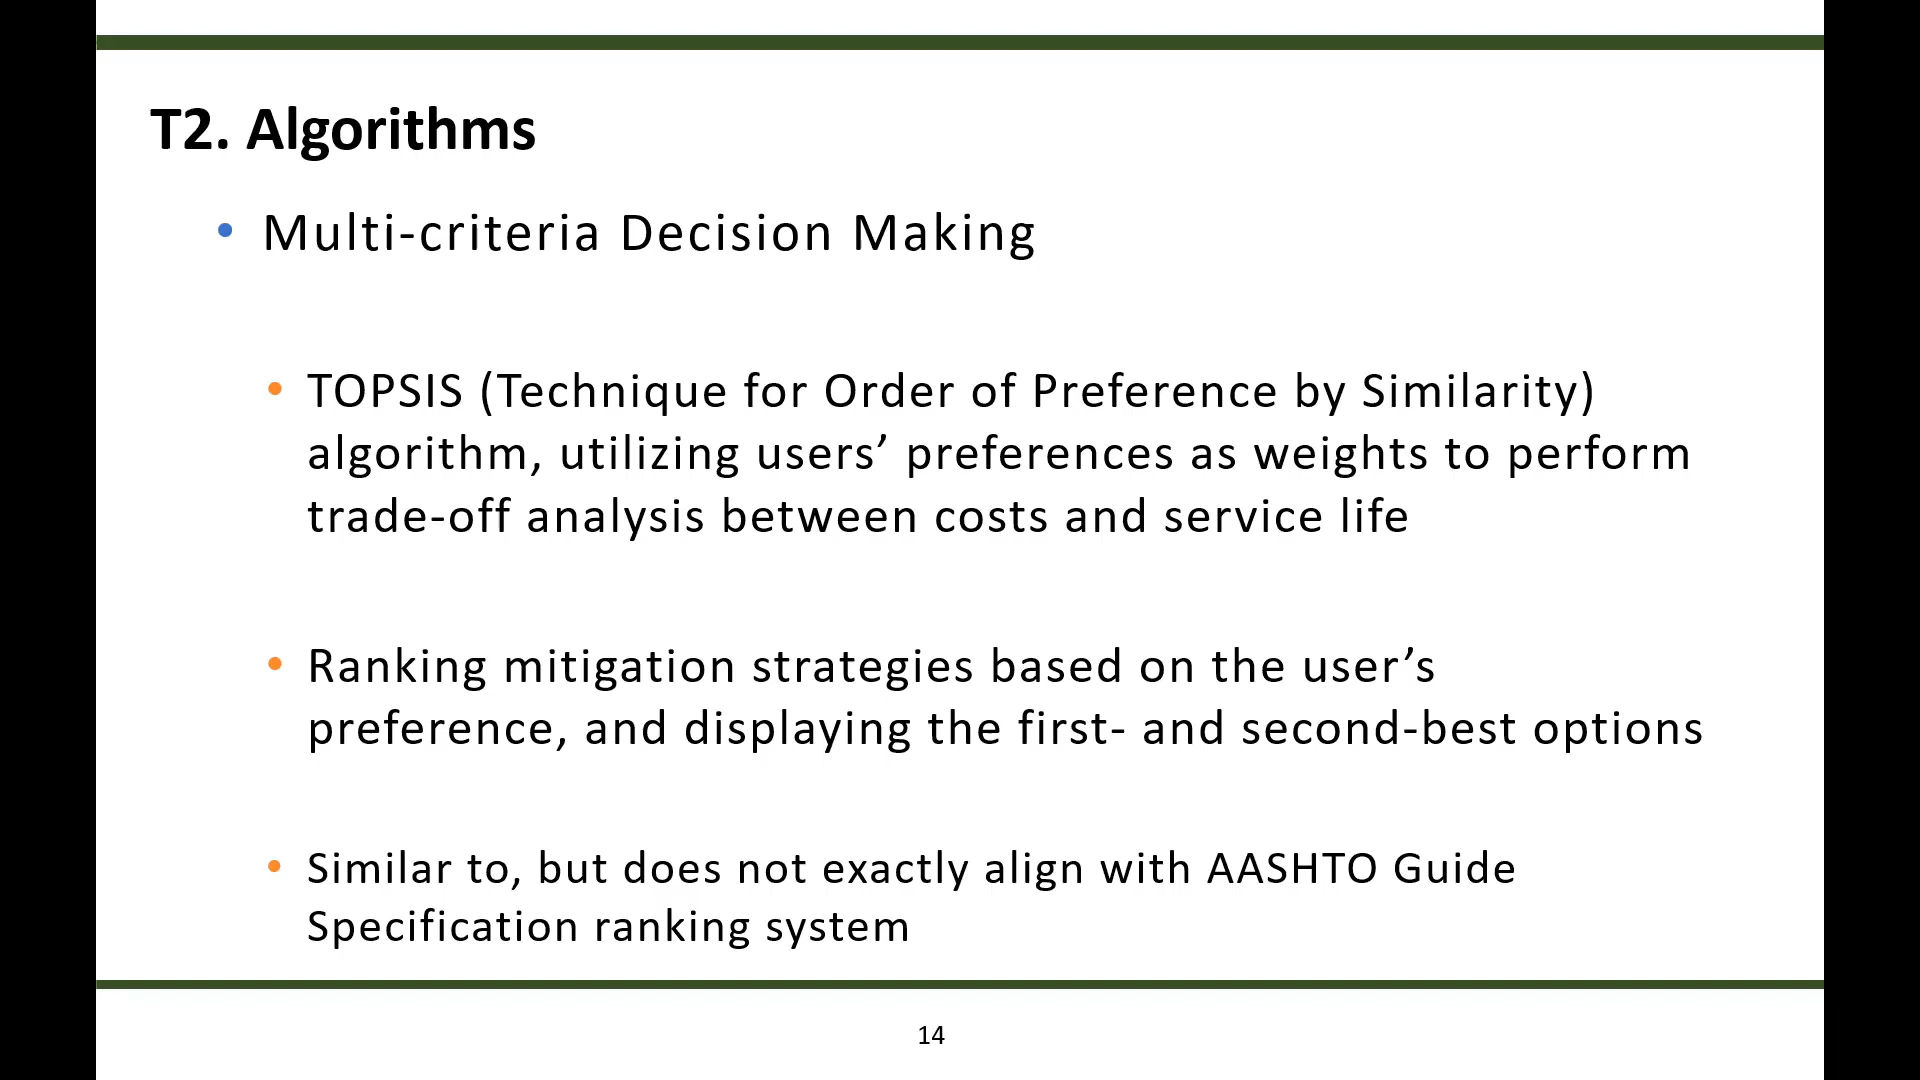 T2. Algorithms
• Multi-criteria Decision Making
• TOPSIS (Technique for Order of Preference by Similarity)
algorithm, utilizing users’ preferences as weights to perform
trade-off analysis between costs and service life
• Ranking mitigation strategies based on the user’s
preference, and displaying the first- and second-best options
• Similar to, but does not exactly align with AASHTO Guide
Specification ranking system
14